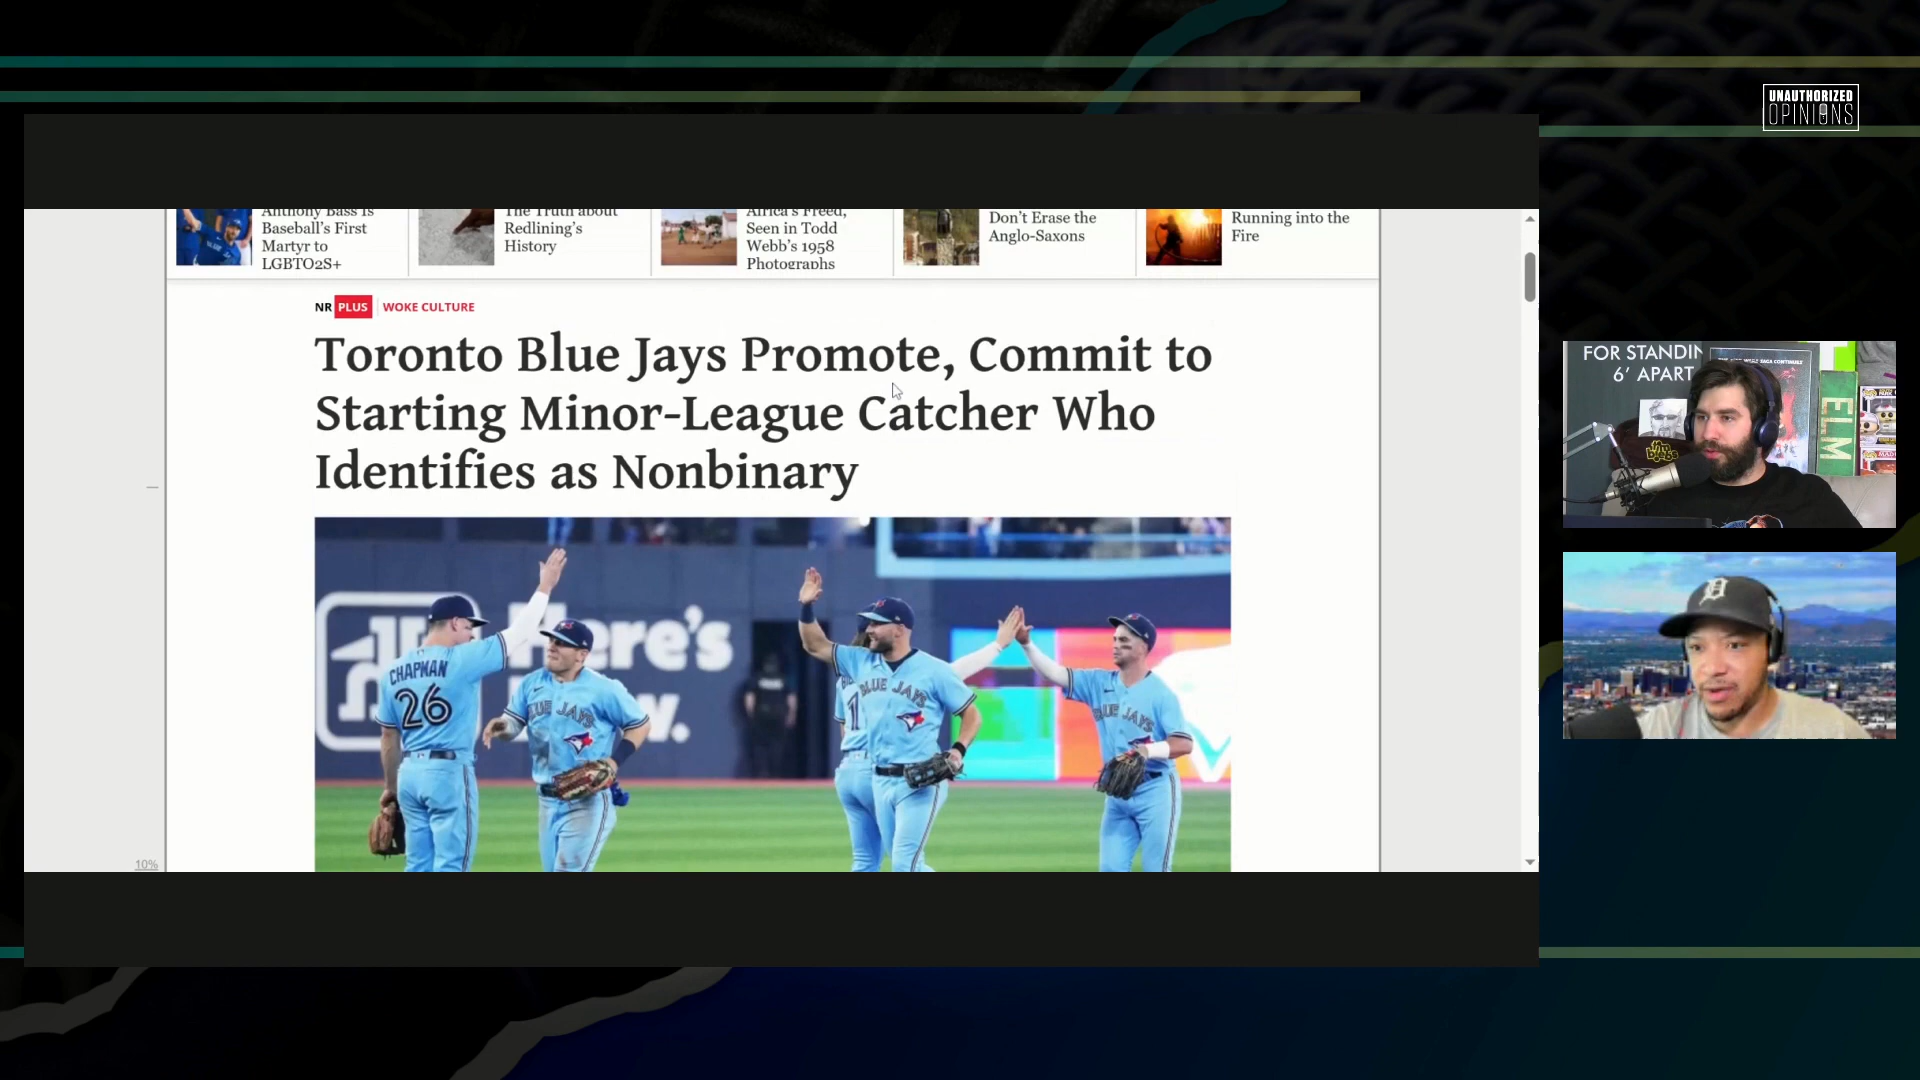 UNAUTHORIZED
OPINIONS
Anthony Bass Is
Baseball's First
Martyr to
LGBTQ2S+
The Truth about
Redlining's
History
Africa's Freed,
Seen in Todd
Webb's 1958
Photographs
Don't Erase the
Anglo-Saxons
Running into the
Fire
NR PLUS WOKE CULTURE
Toronto Blue Jays Promote, Commit to
Starting Minor-League Catcher Who
Identifies as Nonbinary
Here's
CHAPMAN
26
BLUE JAYS
1
BLUE JAYS
BLUE JAYS
10%
FOR STANDIN
6' APART
ELM
D